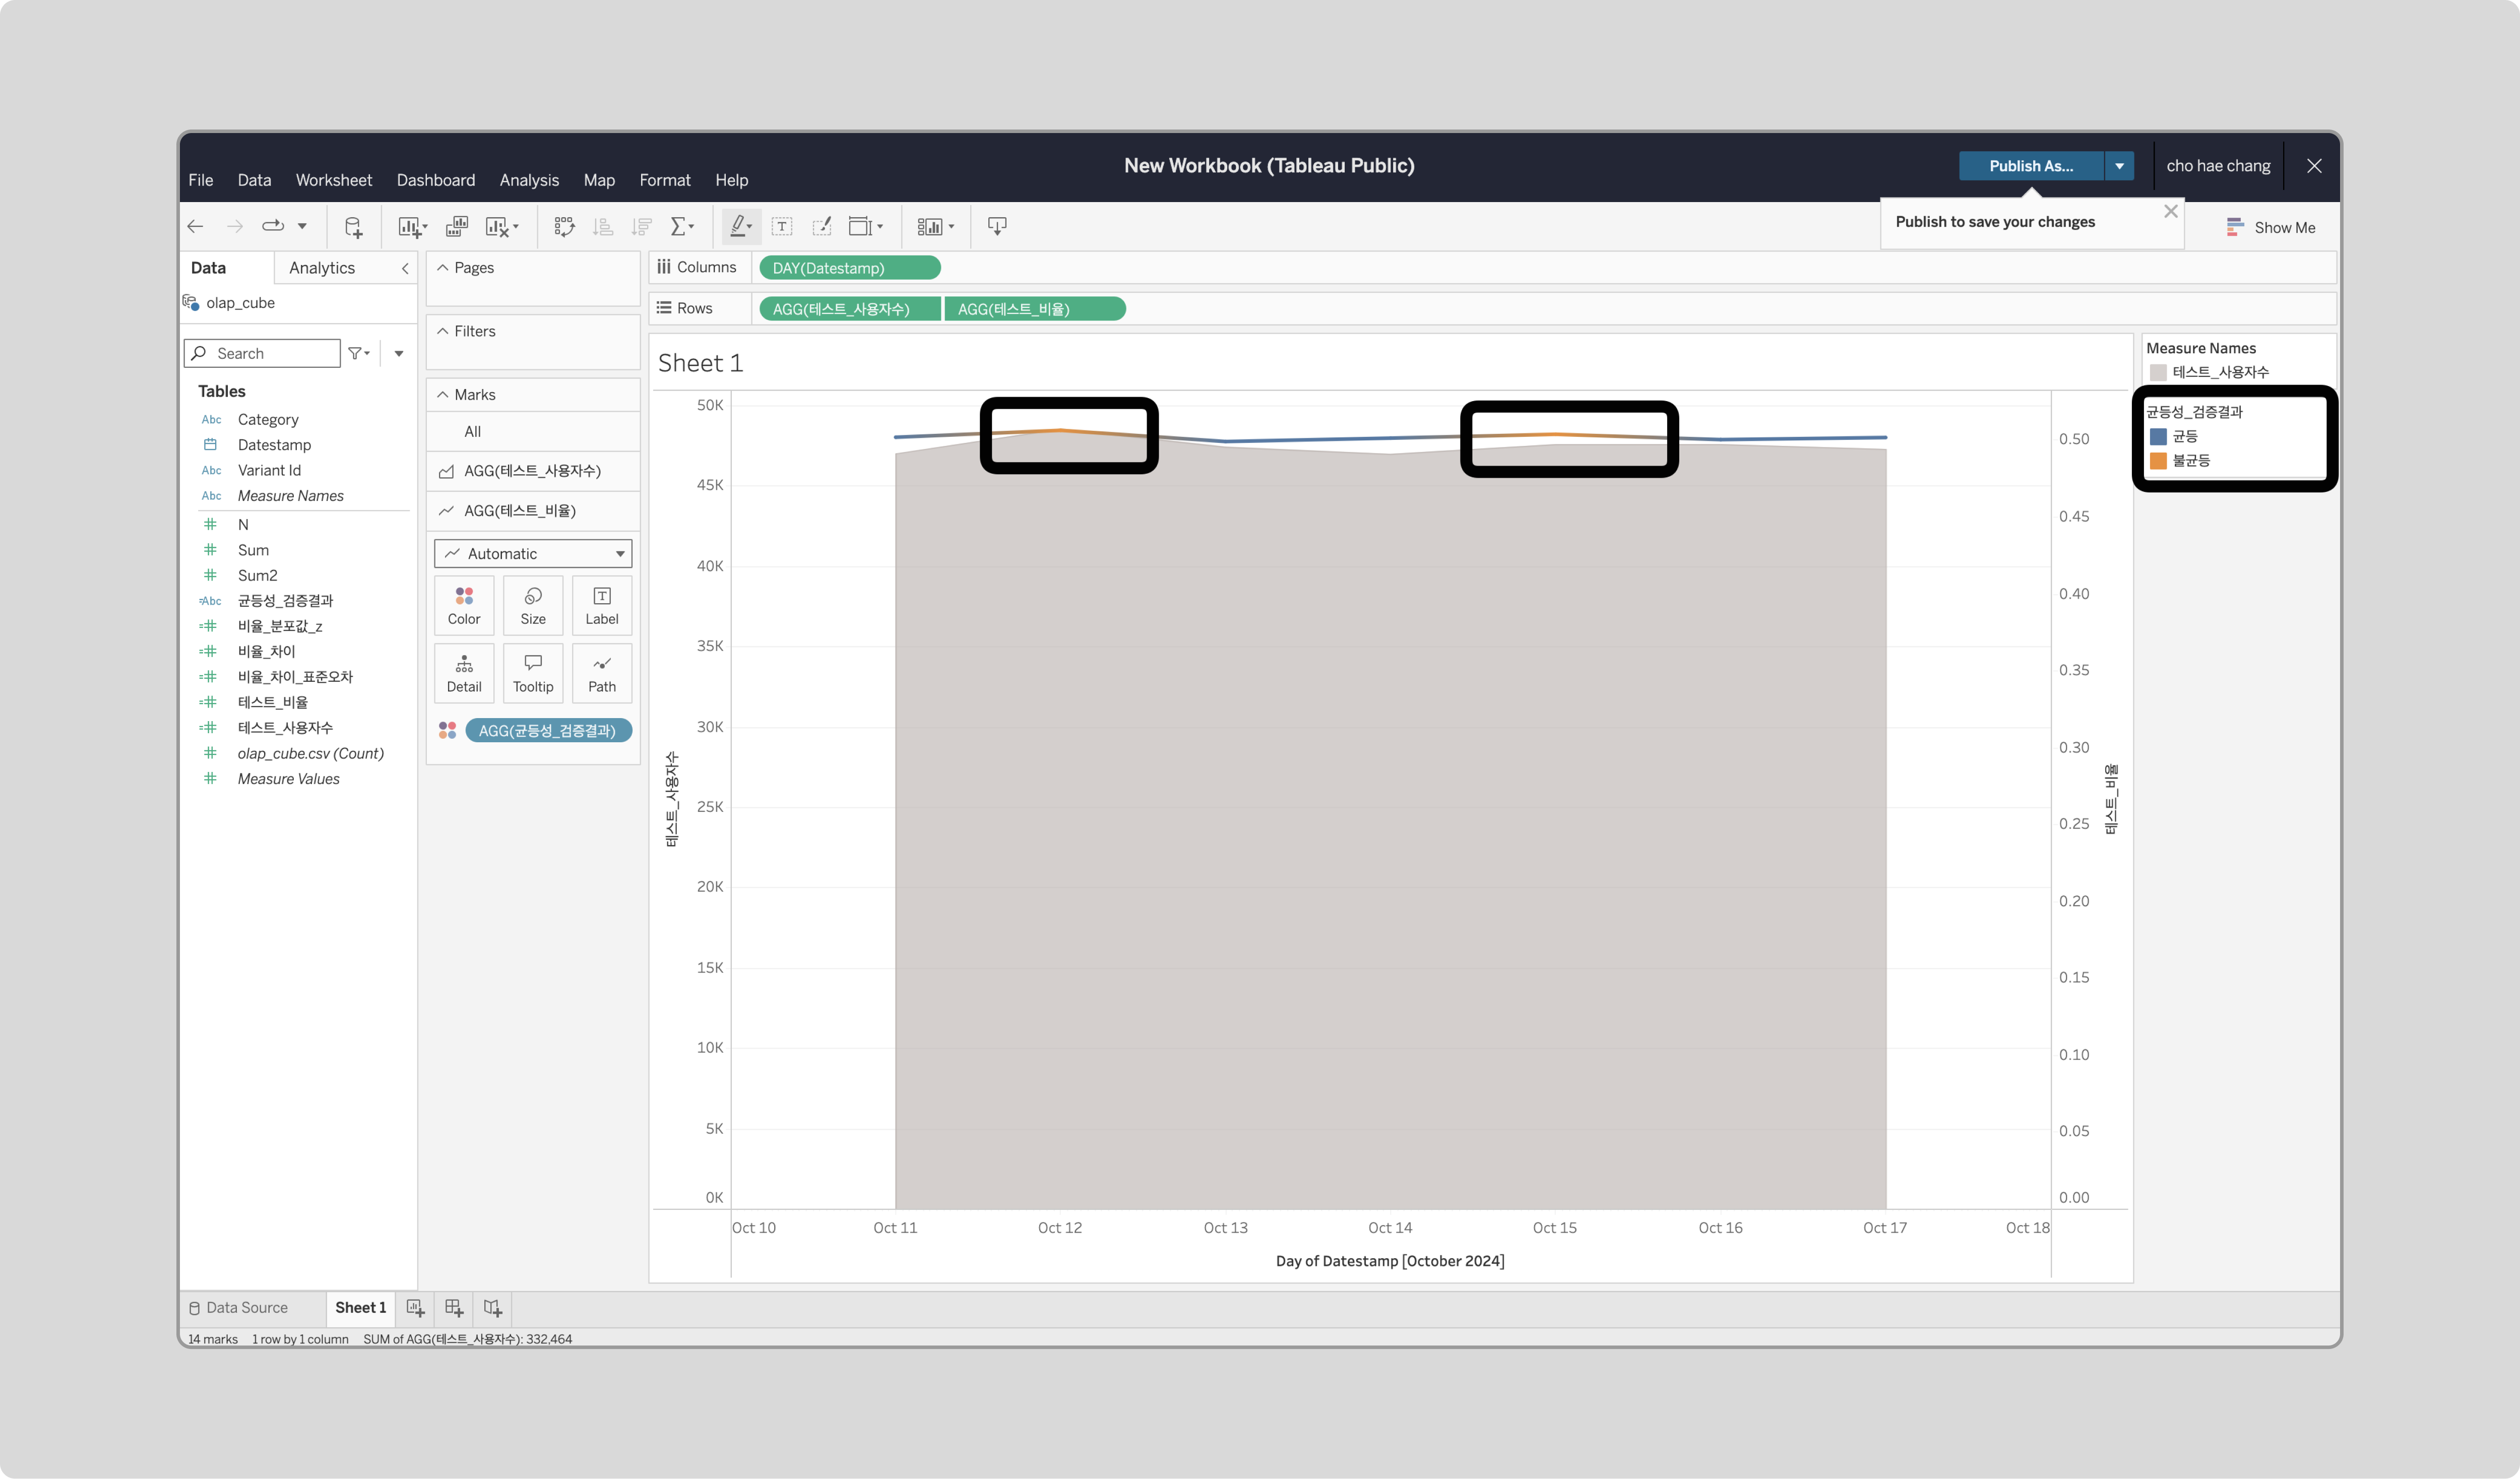 New Workbook (Tableau Public)
File Data Worksheet Dashboard Analysis Map Format Help
Publish As...
cho hae chang
Publish to save your changes
Show Me
Data
Analytics
olap_cube
Search
Tables
Abc Category
Datestamp
Abc Variant Id
Abc Measure Names
N
Sum
Sum2
=Abc 균등성_검증결과
비율_분포값_z
비율_차이
비율_차이_표준오차
테스트_비율
테스트_사용자수
olap_cube.csv (Count)
Measure Values
Pages
Filters
Marks
All
AGG(테스트_사용자수)
AGG(테스트_비율)
Automatic
Color Size Label
Detail Tooltip Path
AGG(균등성_검증결과)
Columns DAY(Datestamp)
Rows AGG(테스트_사용자수) AGG(테스트_비율)
Sheet 1
50K
45K
40K
35K
30K
25K
20K
15K
10K
5K
0K
테스트_사용자수
0.50
0.45
0.40
0.35
0.30
0.25
0.20
0.15
0.10
0.05
0.00
테스트_비율
Oct 10 Oct 11 Oct 12 Oct 13 Oct 14 Oct 15 Oct 16 Oct 17 Oct 18
Day of Datestamp [October 2024]
Measure Names
테스트_사용자수
균등성_검증결과
균등
불균등
Data Source
Sheet 1
14 marks 1 row by 1 column SUM of AGG(테스트_사용자수): 332,464